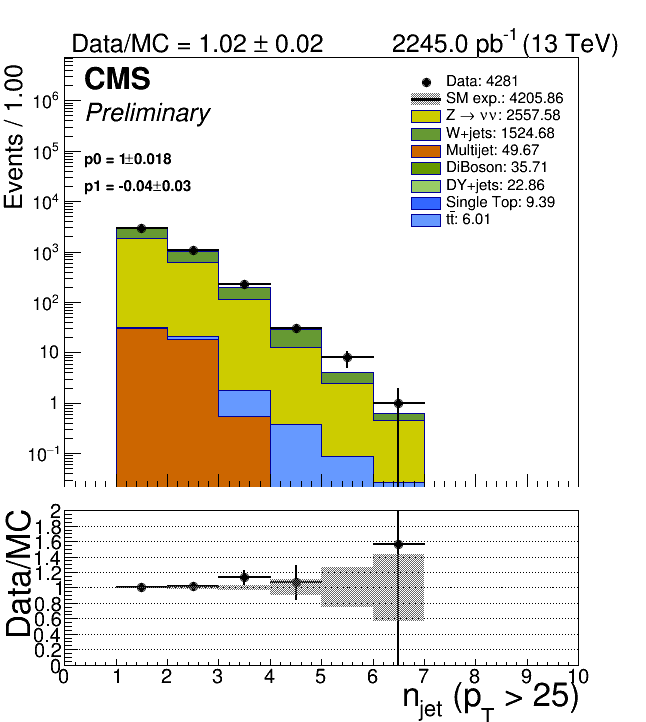 Data/MC = 1.02 ± 0.02 2245.0 pb⁻¹ (13 TeV)
CMS
Preliminary
p0 = 1±0.018
p1 = -0.04±0.03
Data: 4281
SM exp.: 4205.86
Z → νν: 2557.58
W+jets: 1524.68
Multijet: 49.67
DiBoson: 35.71
DY+jets: 22.86
Single Top: 9.39
tt̄: 6.01
Events / 1.00
10⁶
10⁵
10⁴
10³
10²
10
1
10⁻¹
Data/MC
2
1.8
1.6
1.4
1.2
1
0.8
0.6
0.4
0.2
0
0 1 2 3 4 5 6 7 8 9 10
n_jet (p_T > 25)